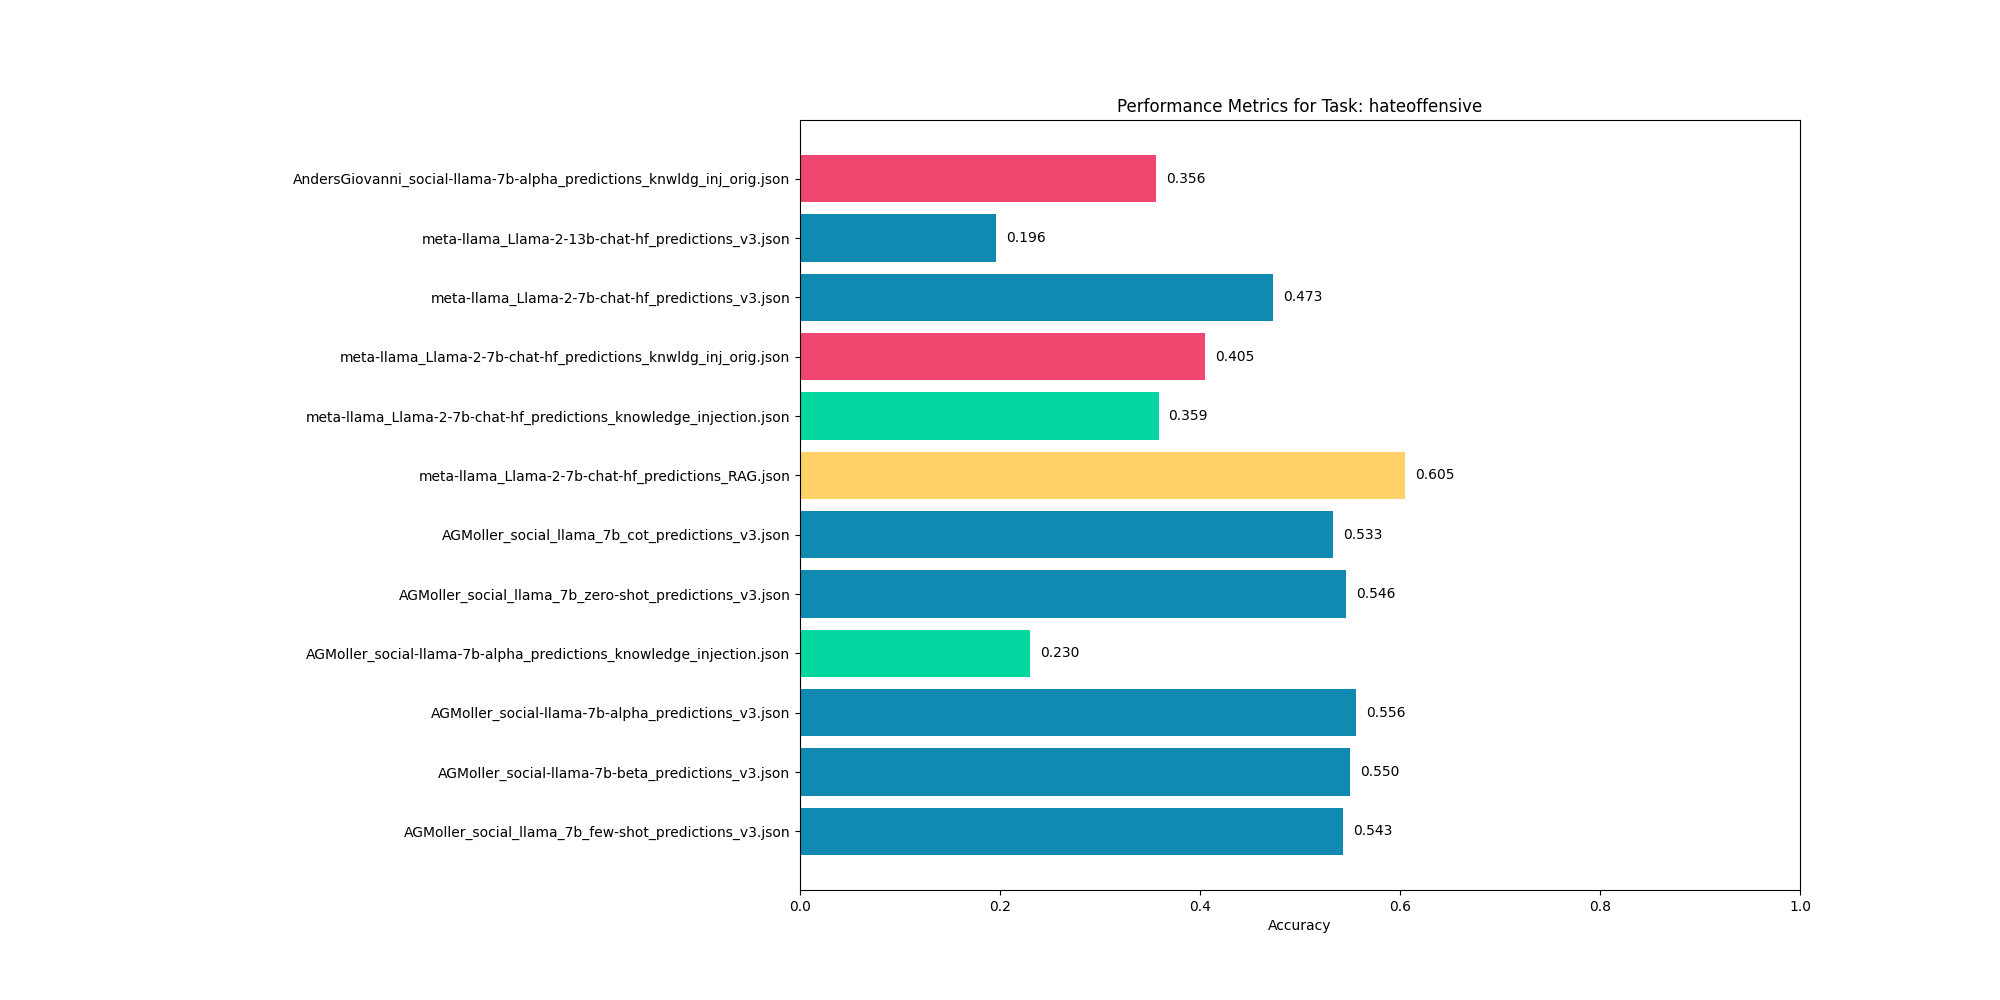 Performance Metrics for Task: hateoffensive
AndersGiovanni_social-llama-7b-alpha_predictions_knwldg_inj_orig.json 0.356
meta-llama_Llama-2-13b-chat-hf_predictions_v3.json 0.196
meta-llama_Llama-2-7b-chat-hf_predictions_v3.json 0.473
meta-llama_Llama-2-7b-chat-hf_predictions_knwldg_inj_orig.json 0.405
meta-llama_Llama-2-7b-chat-hf_predictions_knowledge_injection.json 0.359
meta-llama_Llama-2-7b-chat-hf_predictions_RAG.json 0.605
AGMoller_social_llama_7b_cot_predictions_v3.json 0.533
AGMoller_social_llama_7b_zero-shot_predictions_v3.json 0.546
AGMoller_social-llama-7b-alpha_predictions_knowledge_injection.json 0.230
AGMoller_social-llama-7b-alpha_predictions_v3.json 0.556
AGMoller_social-llama-7b-beta_predictions_v3.json 0.550
AGMoller_social_llama_7b_few-shot_predictions_v3.json 0.543
0.0 0.2 0.4 0.6 0.8 1.0
Accuracy